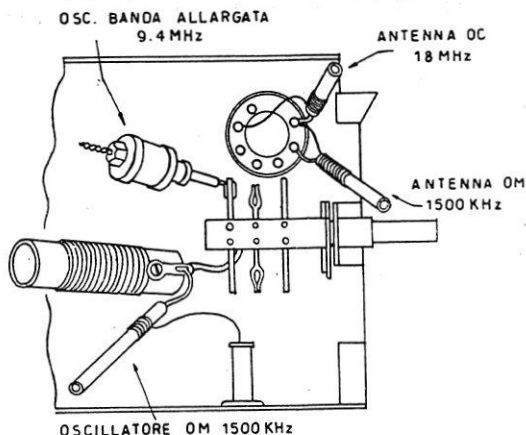 OSC. BANDA ALLARGATA
9.4 MHz
ANTENNA OC
18 MHz
ANTENNA OM
1500 KHz
OSCILLATORE OM 1500 KHz